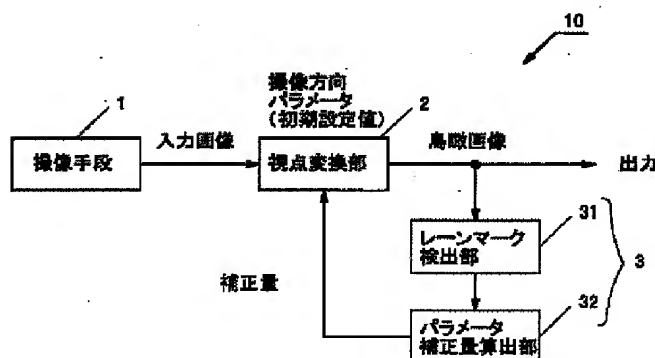 10
撮像方向
パラメータ
(初期設定値)
1
2
入力画像
鳥瞰画像
撮像手段
視点変換部
出力
レーンマーク
検出部
31
3
補正量
32
パラメータ
補正量算出部